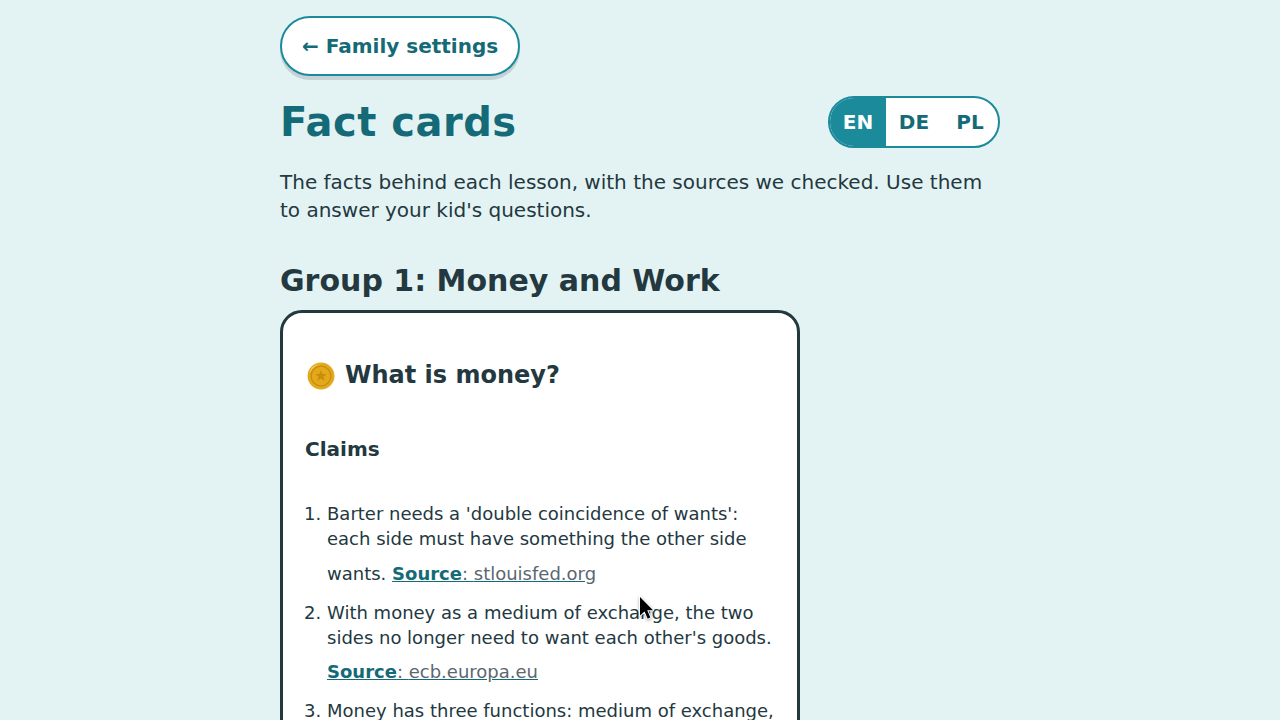 ← Family settings
Fact cards
EN DE PL
The facts behind each lesson, with the sources we checked. Use them
to answer your kid's questions.
Group 1: Money and Work
What is money?
Claims
1. Barter needs a 'double coincidence of wants':
each side must have something the other side
wants. Source: stlouisfed.org
2. With money as a medium of exchange, the two
sides no longer need to want each other's goods.
Source: ecb.europa.eu
3. Money has three functions: medium of exchange,